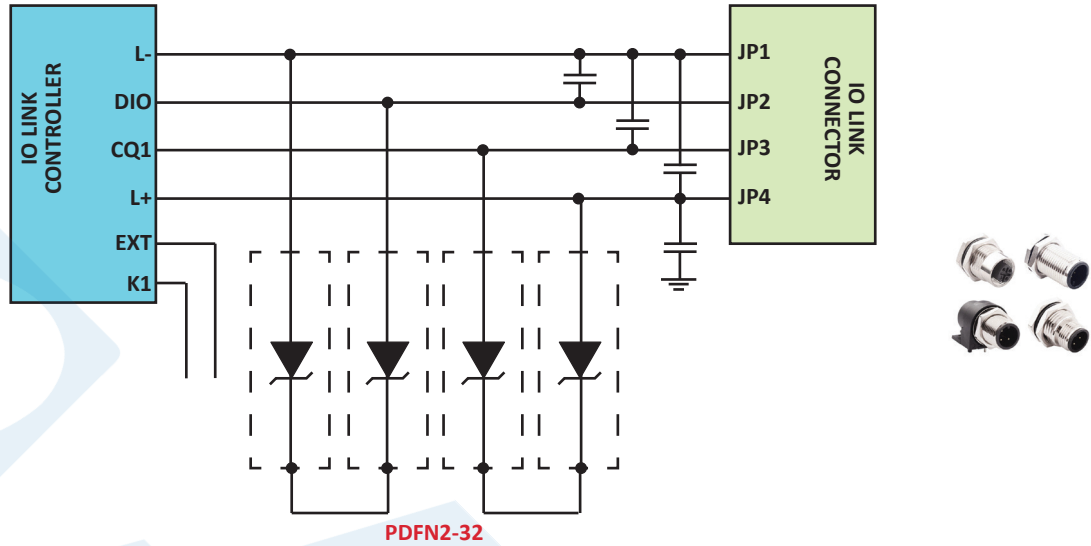 IO LINK
CONTROLLER
L-
DIO
CQ1
L+
EXT
K1
JP1
JP2
JP3
JP4
IO LINK
CONNECTOR
PDFN2-32